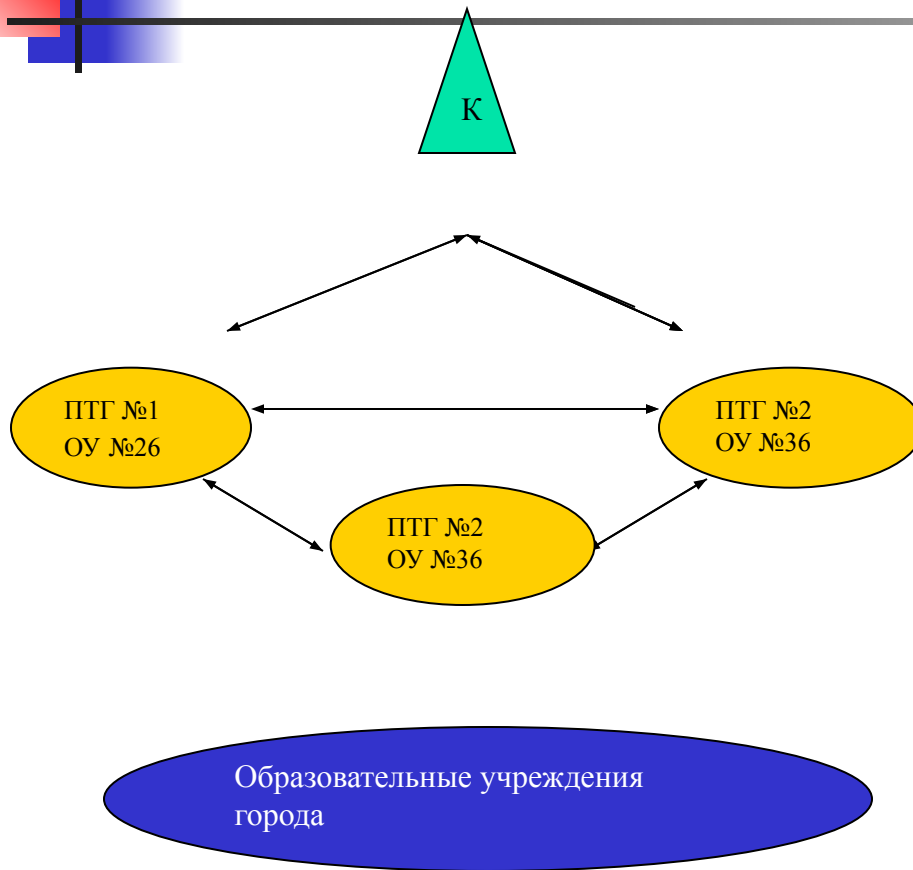 К
ПТГ №1
ОУ №26
ПТГ №2
ОУ №36
ПТГ №2
ОУ №36
Образовательные учреждения
города